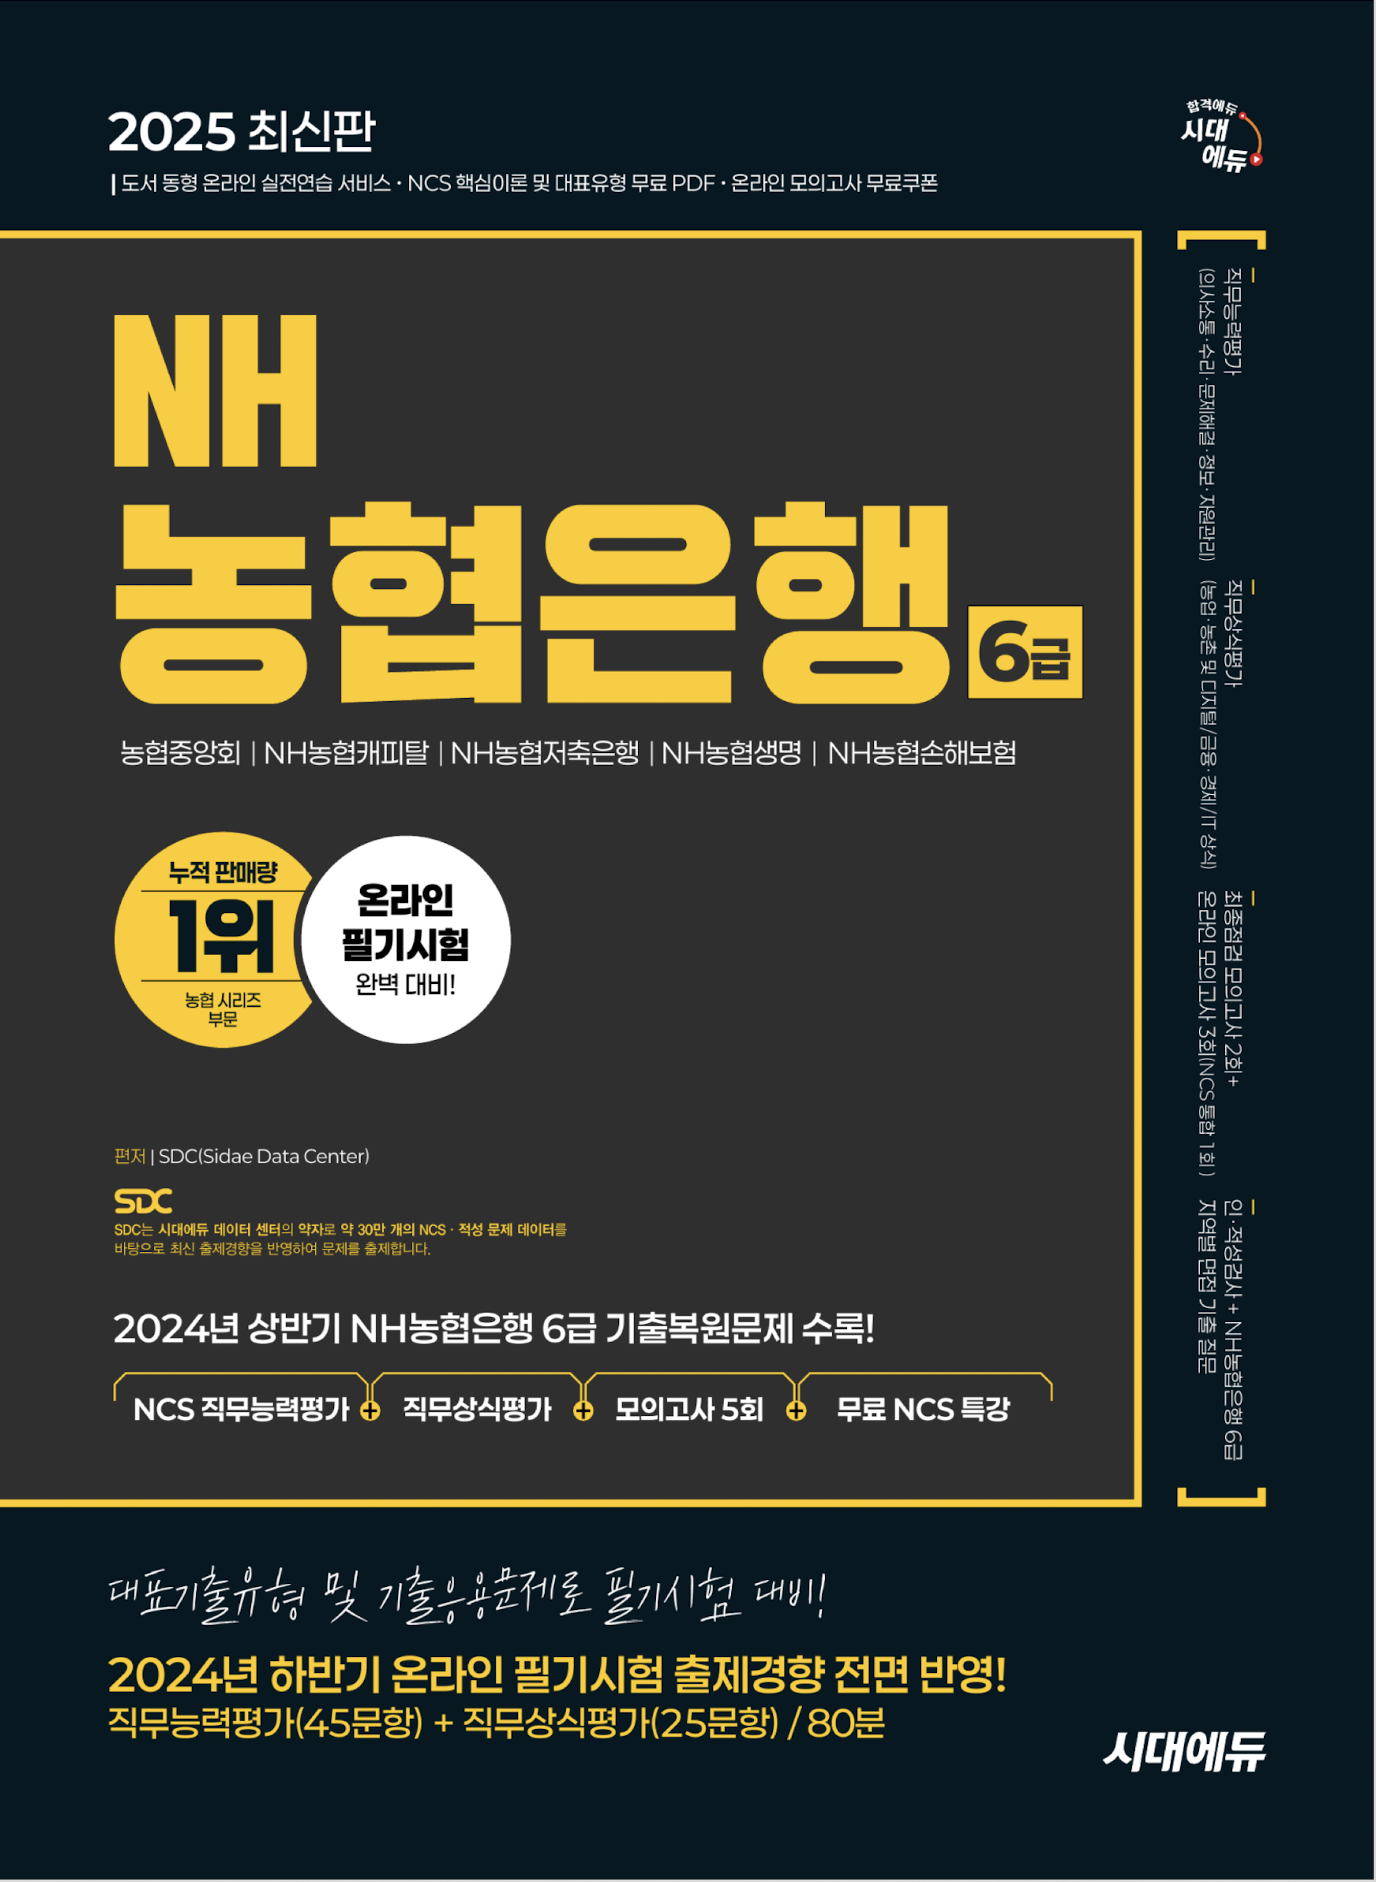 2025 최신판
| 도서 동형 온라인 실전연습 서비스 · NCS 핵심이론 및 대표유형 무료 PDF · 온라인 모의고사 무료쿠폰
합격에듀
시대
에듀
NH
농협은행
6급
농협중앙회 | NH농협캐피탈 | NH농협저축은행 | NH농협생명 | NH농협손해보험
누적 판매량
1위
농협 시리즈
부문
온라인
필기시험
완벽 대비!
편저 | SDC(Sidae Data Center)
SDC
SDC는 시대에듀 데이터 센터의 약자로 약 30만 개의 NCS · 적성 문제 데이터를
바탕으로 최신 출제경향을 반영하여 문제를 출제합니다.
2024년 상반기 NH농협은행 6급 기출복원문제 수록!
NCS 직무능력평가 + 직무상식평가 + 모의고사 5회 + 무료 NCS 특강
직무능력평가
(의사소통·수리·문제해결·정보·자원관리)
직무상식평가
(농업·농촌 및 디지털/금융·경제/IT 상식)
최종점검 모의고사 2회+
온라인 모의고사 3회(NCS 통합 1회)
인·적성검사 + NH농협은행 6급
지역별 면접 기출 질문
대표기출유형 및 기출응용문제로 필기시험 대비!
2024년 하반기 온라인 필기시험 출제경향 전면 반영!
직무능력평가(45문항) + 직무상식평가(25문항) / 80분
시대에듀